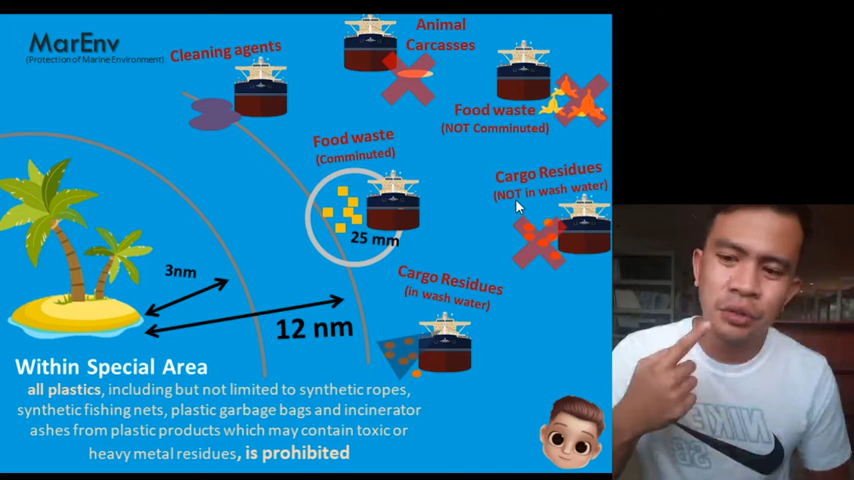 MarEnv
(Protection of Marine Environment)
Cleaning agents
Animal
Carcasses
Food waste
(NOT Comminuted)
Food waste
(Comminuted)
25 mm
Cargo Residues
(NOT in wash water)
Cargo Residues
(in wash water)
3nm
12 nm
Within Special Area
all plastics, including but not limited to synthetic ropes,
synthetic fishing nets, plastic garbage bags and incinerator
ashes from plastic products which may contain toxic or
heavy metal residues, is prohibited
NIKE
SB